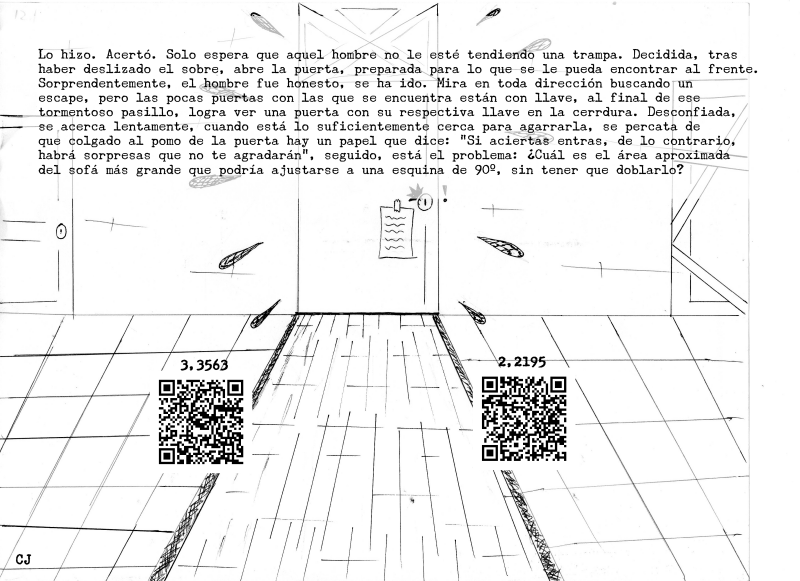 Lo hizo. Acertó. Solo espera que aquel hombre no le esté tendiendo una trampa. Decidida, tras
haber deslizado el sobre, abre la puerta, preparada para lo que se le pueda encontrar al frente.
Sorprendentemente, el hombre fue honesto, se ha ido. Mira en toda dirección buscando un
escape, pero las pocas puertas con las que se encuentra están con llave, al final de ese
tormentoso pasillo, logra ver una puerta con su respectiva llave en la cerrdura. Desconfiada,
se acerca lentamente, cuando está lo suficientemente cerca para agarrarla, se percata de
que colgado al pomo de la puerta hay un papel que dice: "Si aciertas entras, de lo contrario,
habrá sorpresas que no te agradarán", seguido, está el problema: ¿Cuál es el área aproximada
del sofá más grande que podría ajustarse a una esquina de 90º, sin tener que doblarlo?
3,3563
2,2195
CJ